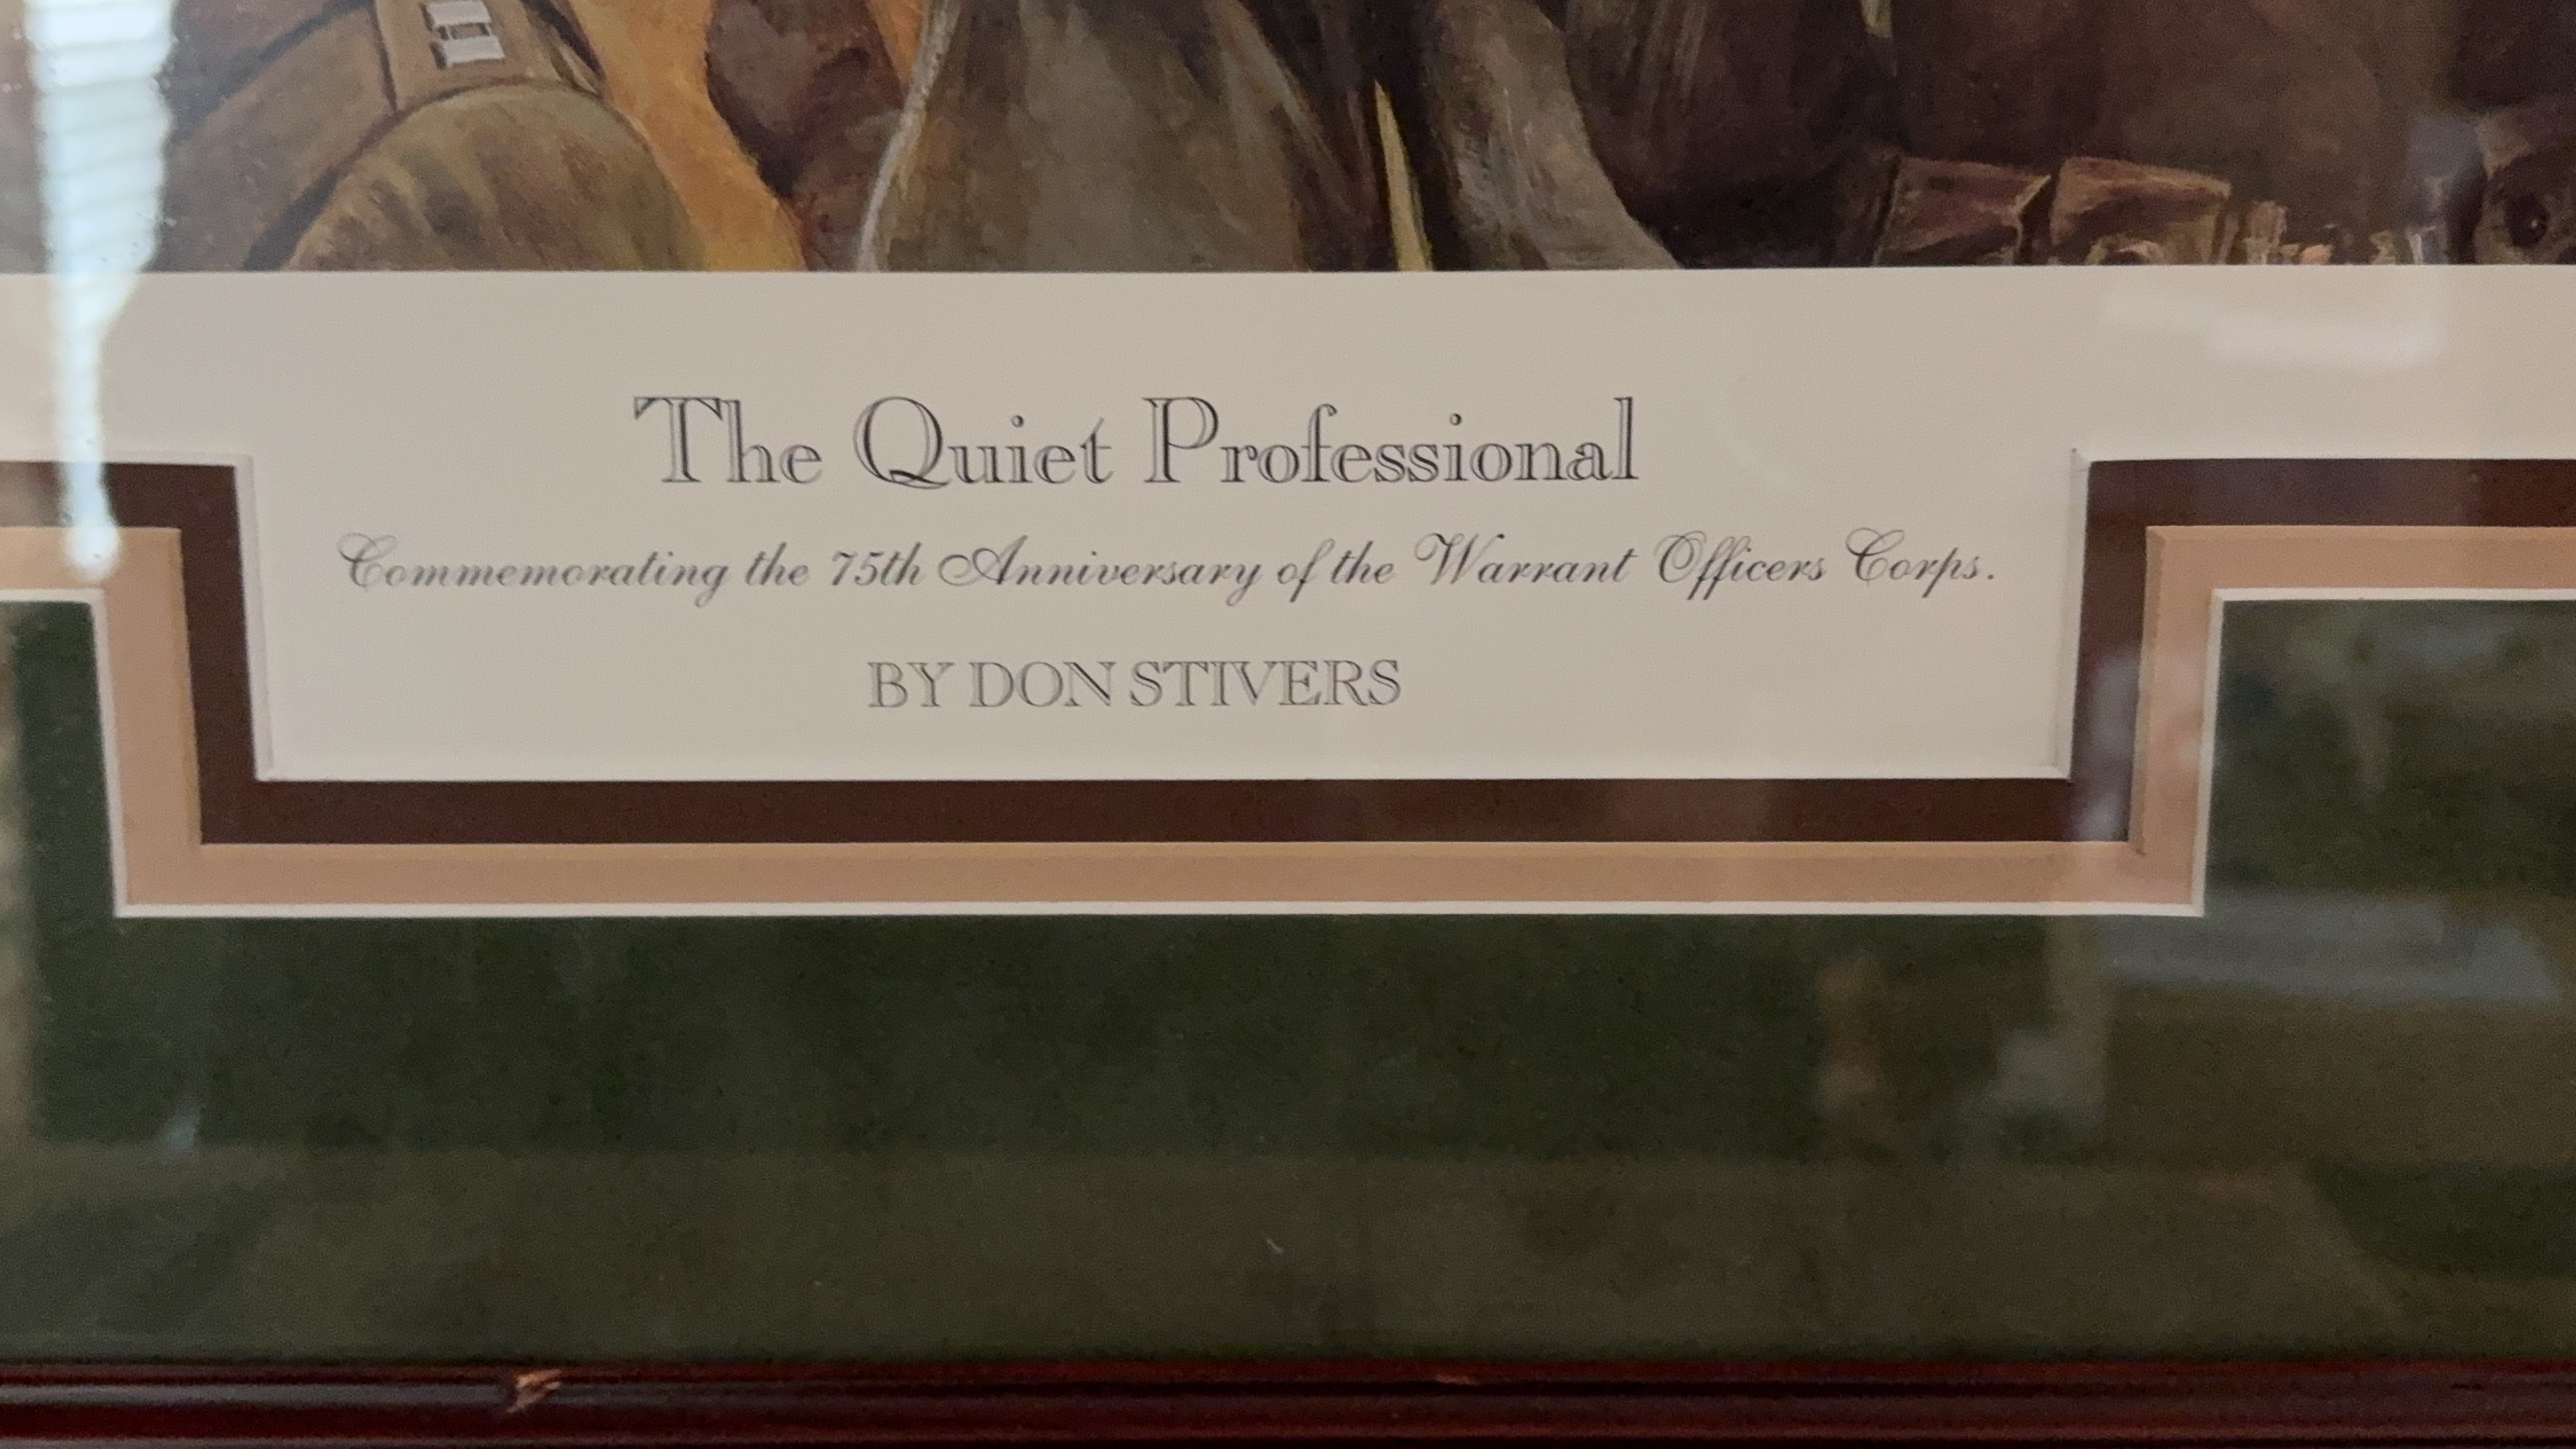 The Quiet Professional
Commemorating the 75th Anniversary of the Warrant Officers Corps.
BY DON STIVERS